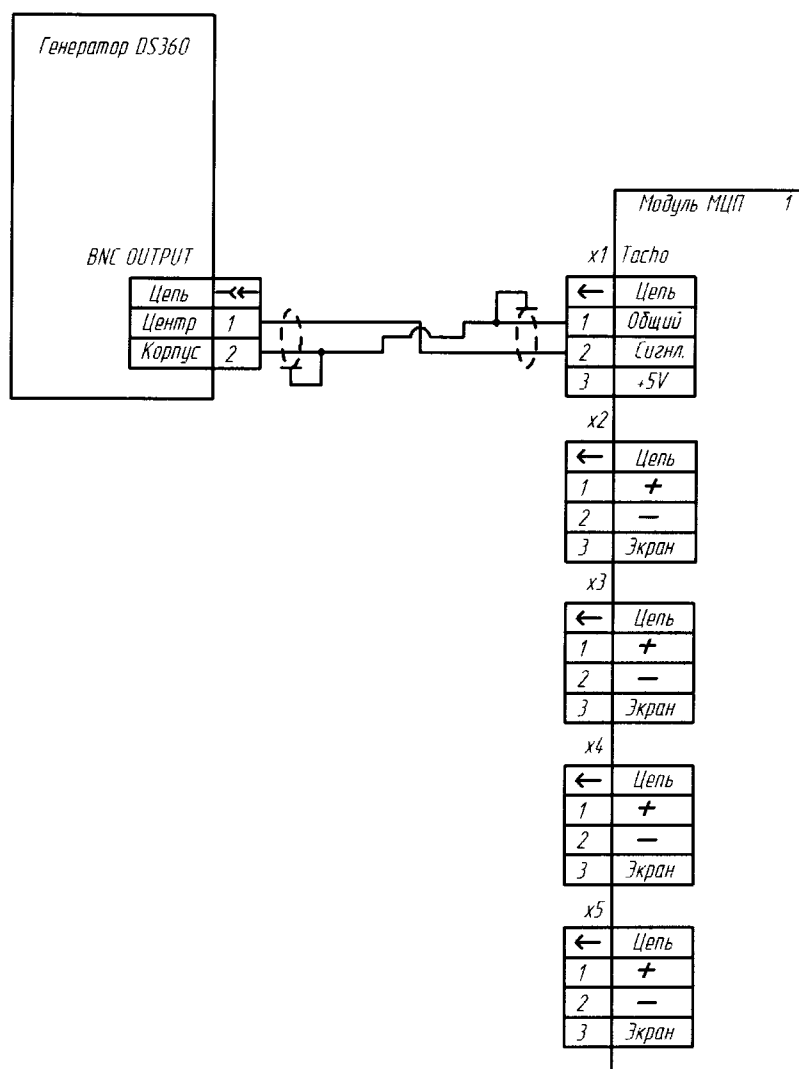 Генератор DS360
Модуль МЦП 1
BNC OUTPUT
x1 Tacho
Цепь
Центр 1
Корпус 2
Цепь
1 Общий
2 Сигнл.
3 +5V
x2
Цепь
1 +
2 —
3 Экран
x3
Цепь
1 +
2 —
3 Экран
x4
Цепь
1 +
2 —
3 Экран
x5
Цепь
1 +
2 —
3 Экран